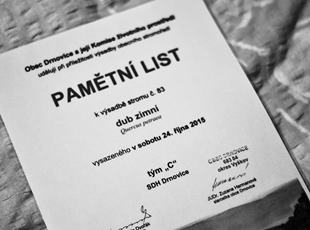 Obec Drnovice a její Komise životního prostředí
udělují při příležitosti výsadby obecního stromořadí
PAMĚTNÍ LIST
k výsadbě stromu č. 83
dub zimní
Quercus petraea
vysazeného v sobotu 24. října 2015
tým „C"
SDH Drnovice
OBEC DRNOVICE
683 04
okres Vyškov
JUDr. Zuzana Hermanová
starostka obce Drnovice